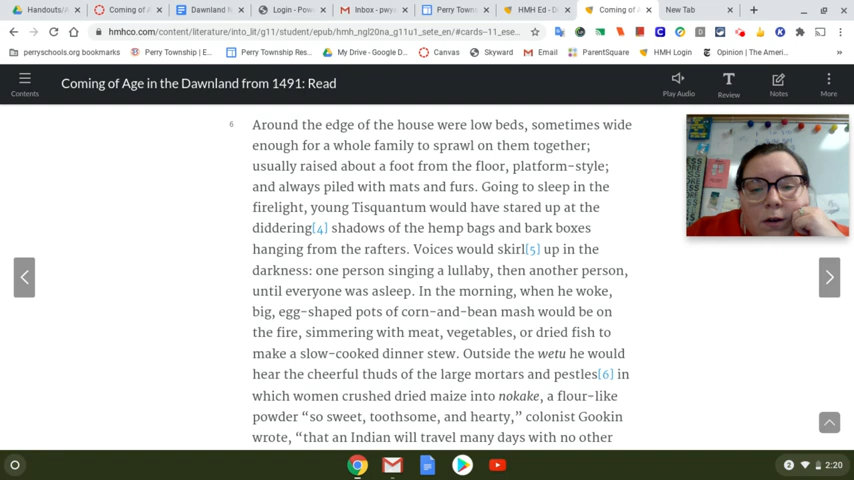 Handouts/A
Coming of A
Dawnland N
Login - Pow
Inbox - pwy
Perry Towns
HMH Ed - D
Coming of A
New Tab
hmhco.com/content/literature/into_lit/g11/student/epub/hmh_ngl20na_g11u1_sete_en/#cards--11_ese...
perryschools.org bookmarks
Perry Township | E...
Perry Township Res...
My Drive - Google D...
Canvas
Skyward
Email
ParentSquare
HMH Login
Opinion | The Ameri...
Contents
Coming of Age in the Dawnland from 1491: Read
Play Audio
Review
Notes
More
6
Around the edge of the house were low beds, sometimes wide
enough for a whole family to sprawl on them together;
usually raised about a foot from the floor, platform-style;
and always piled with mats and furs. Going to sleep in the
firelight, young Tisquantum would have stared up at the
diddering[4] shadows of the hemp bags and bark boxes
hanging from the rafters. Voices would skirl[5] up in the
darkness: one person singing a lullaby, then another person,
until everyone was asleep. In the morning, when he woke,
big, egg-shaped pots of corn-and-bean mash would be on
the fire, simmering with meat, vegetables, or dried fish to
make a slow-cooked dinner stew. Outside the wetu he would
hear the cheerful thuds of the large mortars and pestles[6] in
which women crushed dried maize into nokake, a flour-like
powder “so sweet, toothsome, and hearty,” colonist Gookin
wrote, “that an Indian will travel many days with no other
2
2:20